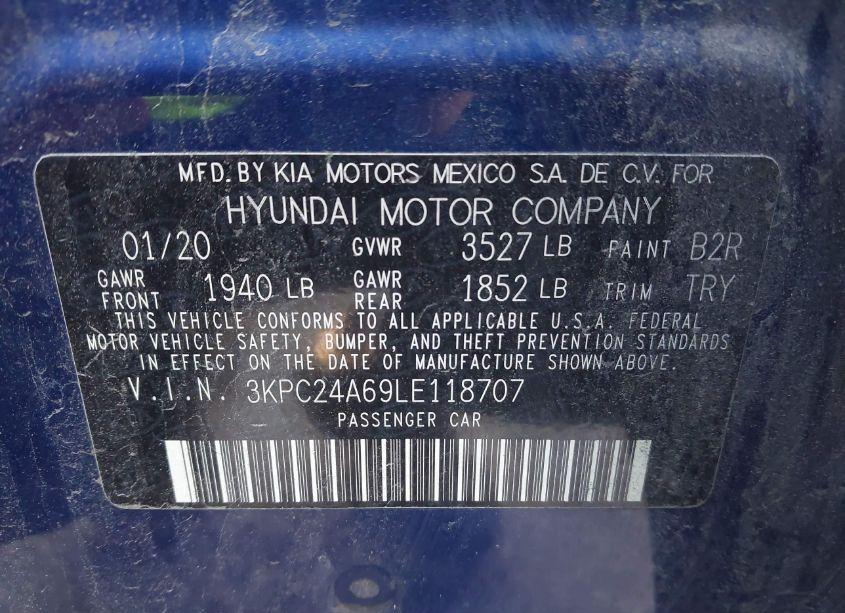 MFD. BY KIA MOTORS MEXICO S.A. DE C.V. FOR
HYUNDAI MOTOR COMPANY
01/20 GVWR 3527 LB PAINT B2R
GAWR FRONT 1940 LB GAWR REAR 1852 LB TRIM TRY
THIS VEHICLE CONFORMS TO ALL APPLICABLE U.S.A. FEDERAL
MOTOR VEHICLE SAFETY, BUMPER, AND THEFT PREVENTION STANDARDS
IN EFFECT ON THE DATE OF MANUFACTURE SHOWN ABOVE.
V.I.N. 3KPC24A69LE118707
PASSENGER CAR